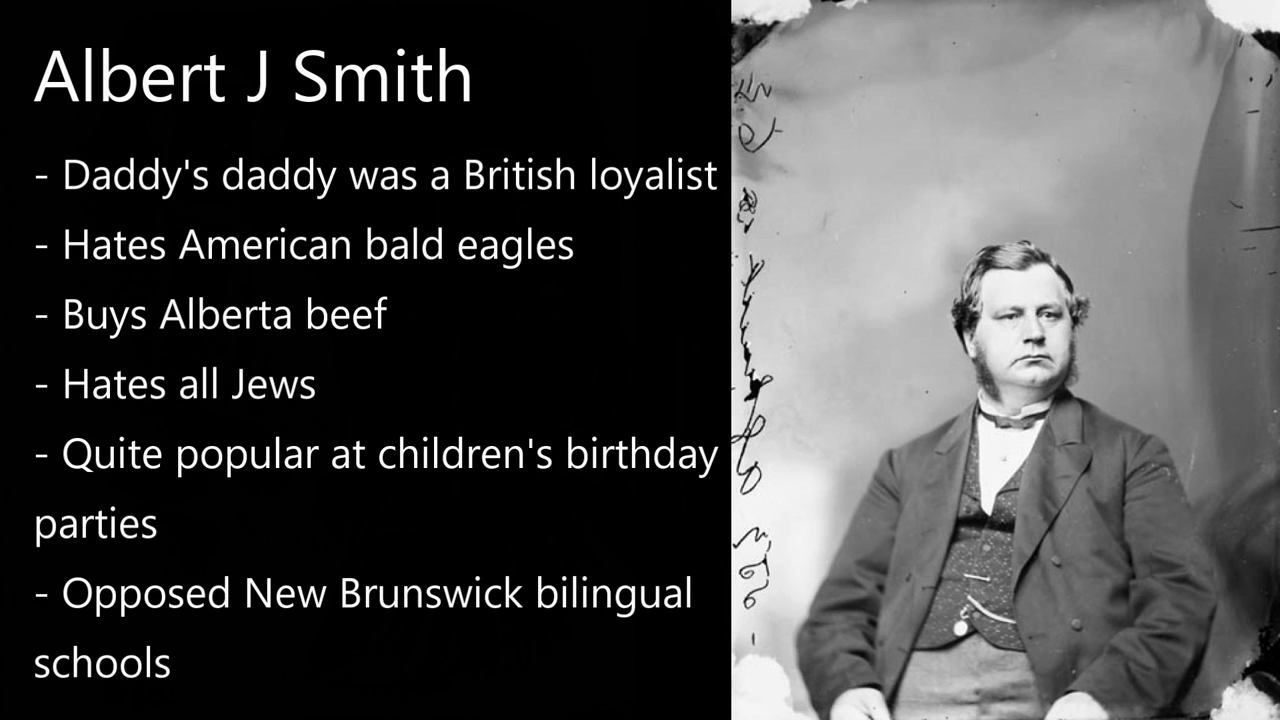 Albert J Smith
- Daddy's daddy was a British loyalist
- Hates American bald eagles
- Buys Alberta beef
- Hates all Jews
- Quite popular at children's birthday
parties
- Opposed New Brunswick bilingual
schools